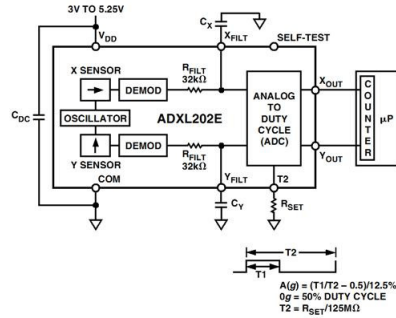 3V TO 5.25V
C_X
V_DD
X_FILT
SELF-TEST
X SENSOR
R_FILT
32kΩ
DEMOD
X_OUT
C_DC
OSCILLATOR
ADXL202E
ANALOG
TO
DUTY
CYCLE
(ADC)
COUNTER
µP
DEMOD
Y SENSOR
R_FILT
32kΩ
Y_OUT
COM
Y_FILT
T2
C_Y
R_SET
T2
T1
A(g) = (T1/T2 – 0.5)/12.5%
0g = 50% DUTY CYCLE
T2 = R_SET/125MΩ